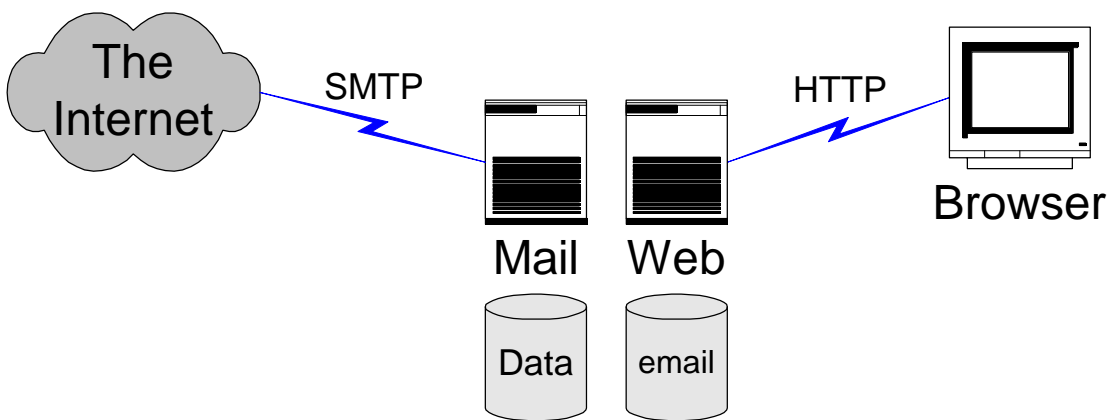 The
Internet
SMTP
HTTP
Browser
Mail
Web
Data
email